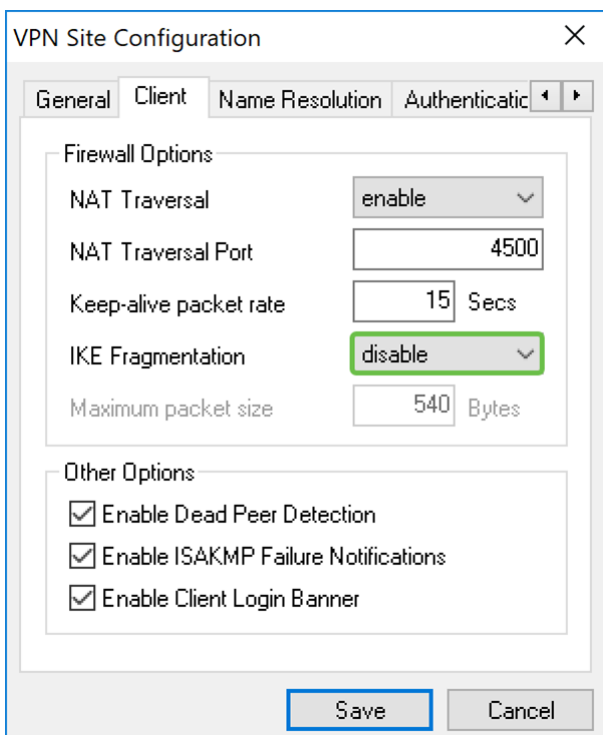 VPN Site Configuration
General Client Name Resolution Authenticatic
Firewall Options
NAT Traversal enable
NAT Traversal Port 4500
Keep-alive packet rate 15 Secs
IKE Fragmentation disable
Maximum packet size 540 Bytes
Other Options
Enable Dead Peer Detection
Enable ISAKMP Failure Notifications
Enable Client Login Banner
Save Cancel